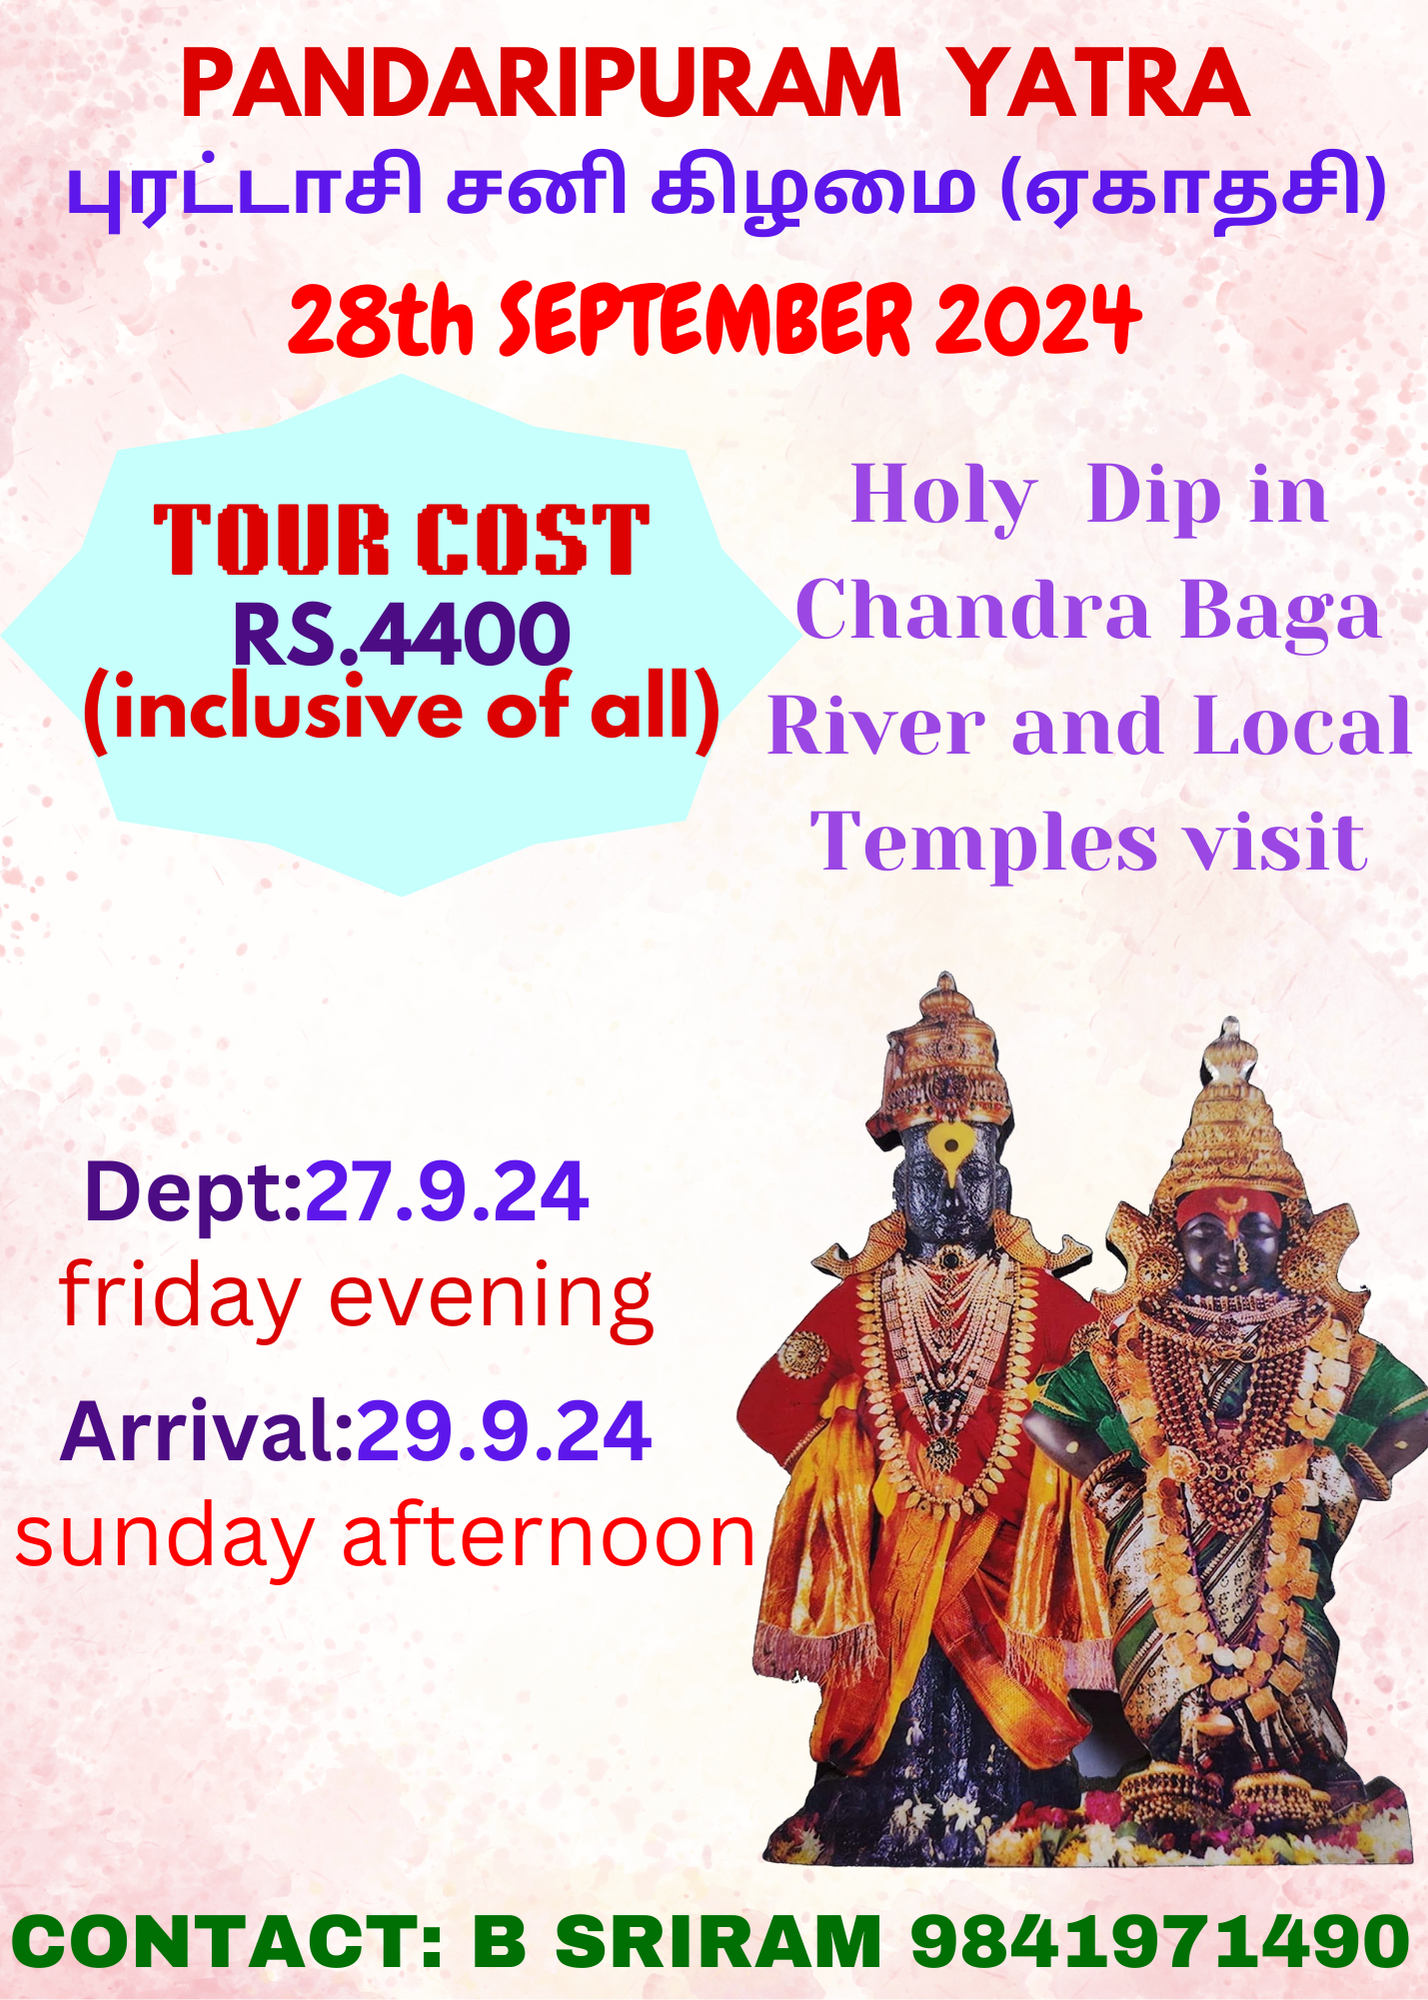 PANDARIPURAM YATRA
புரட்டாசி சனி கிழமை (ஏகாதசி)
28th SEPTEMBER 2024
TOUR COST
RS.4400
(inclusive of all)
Holy Dip in
Chandra Baga
River and Local
Temples visit
Dept:27.9.24
friday evening
Arrival:29.9.24
sunday afternoon
CONTACT: B SRIRAM 9841971490